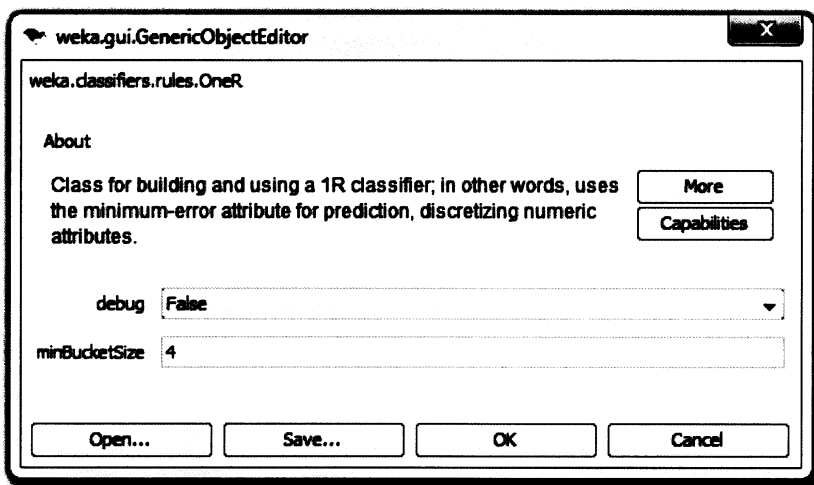 weka.gui.GenericObjectEditor
X
weka.classifiers.rules.OneR
About
Class for building and using a 1R classifier; in other words, uses
the minimum-error attribute for prediction, discretizing numeric
attributes.
More
Capabilities
debug False
minBucketSize 4
Open... Save... OK Cancel